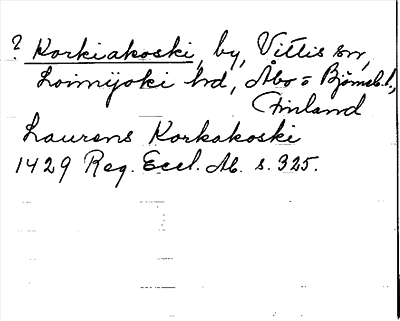 ? Korkiakoski, by, Vittis sn,
Loimijoki hd, Åbo o Björneb. l.,
Finland
Laurens Korkakoski
1429 Reg. Eccl. Ab. s. 325.